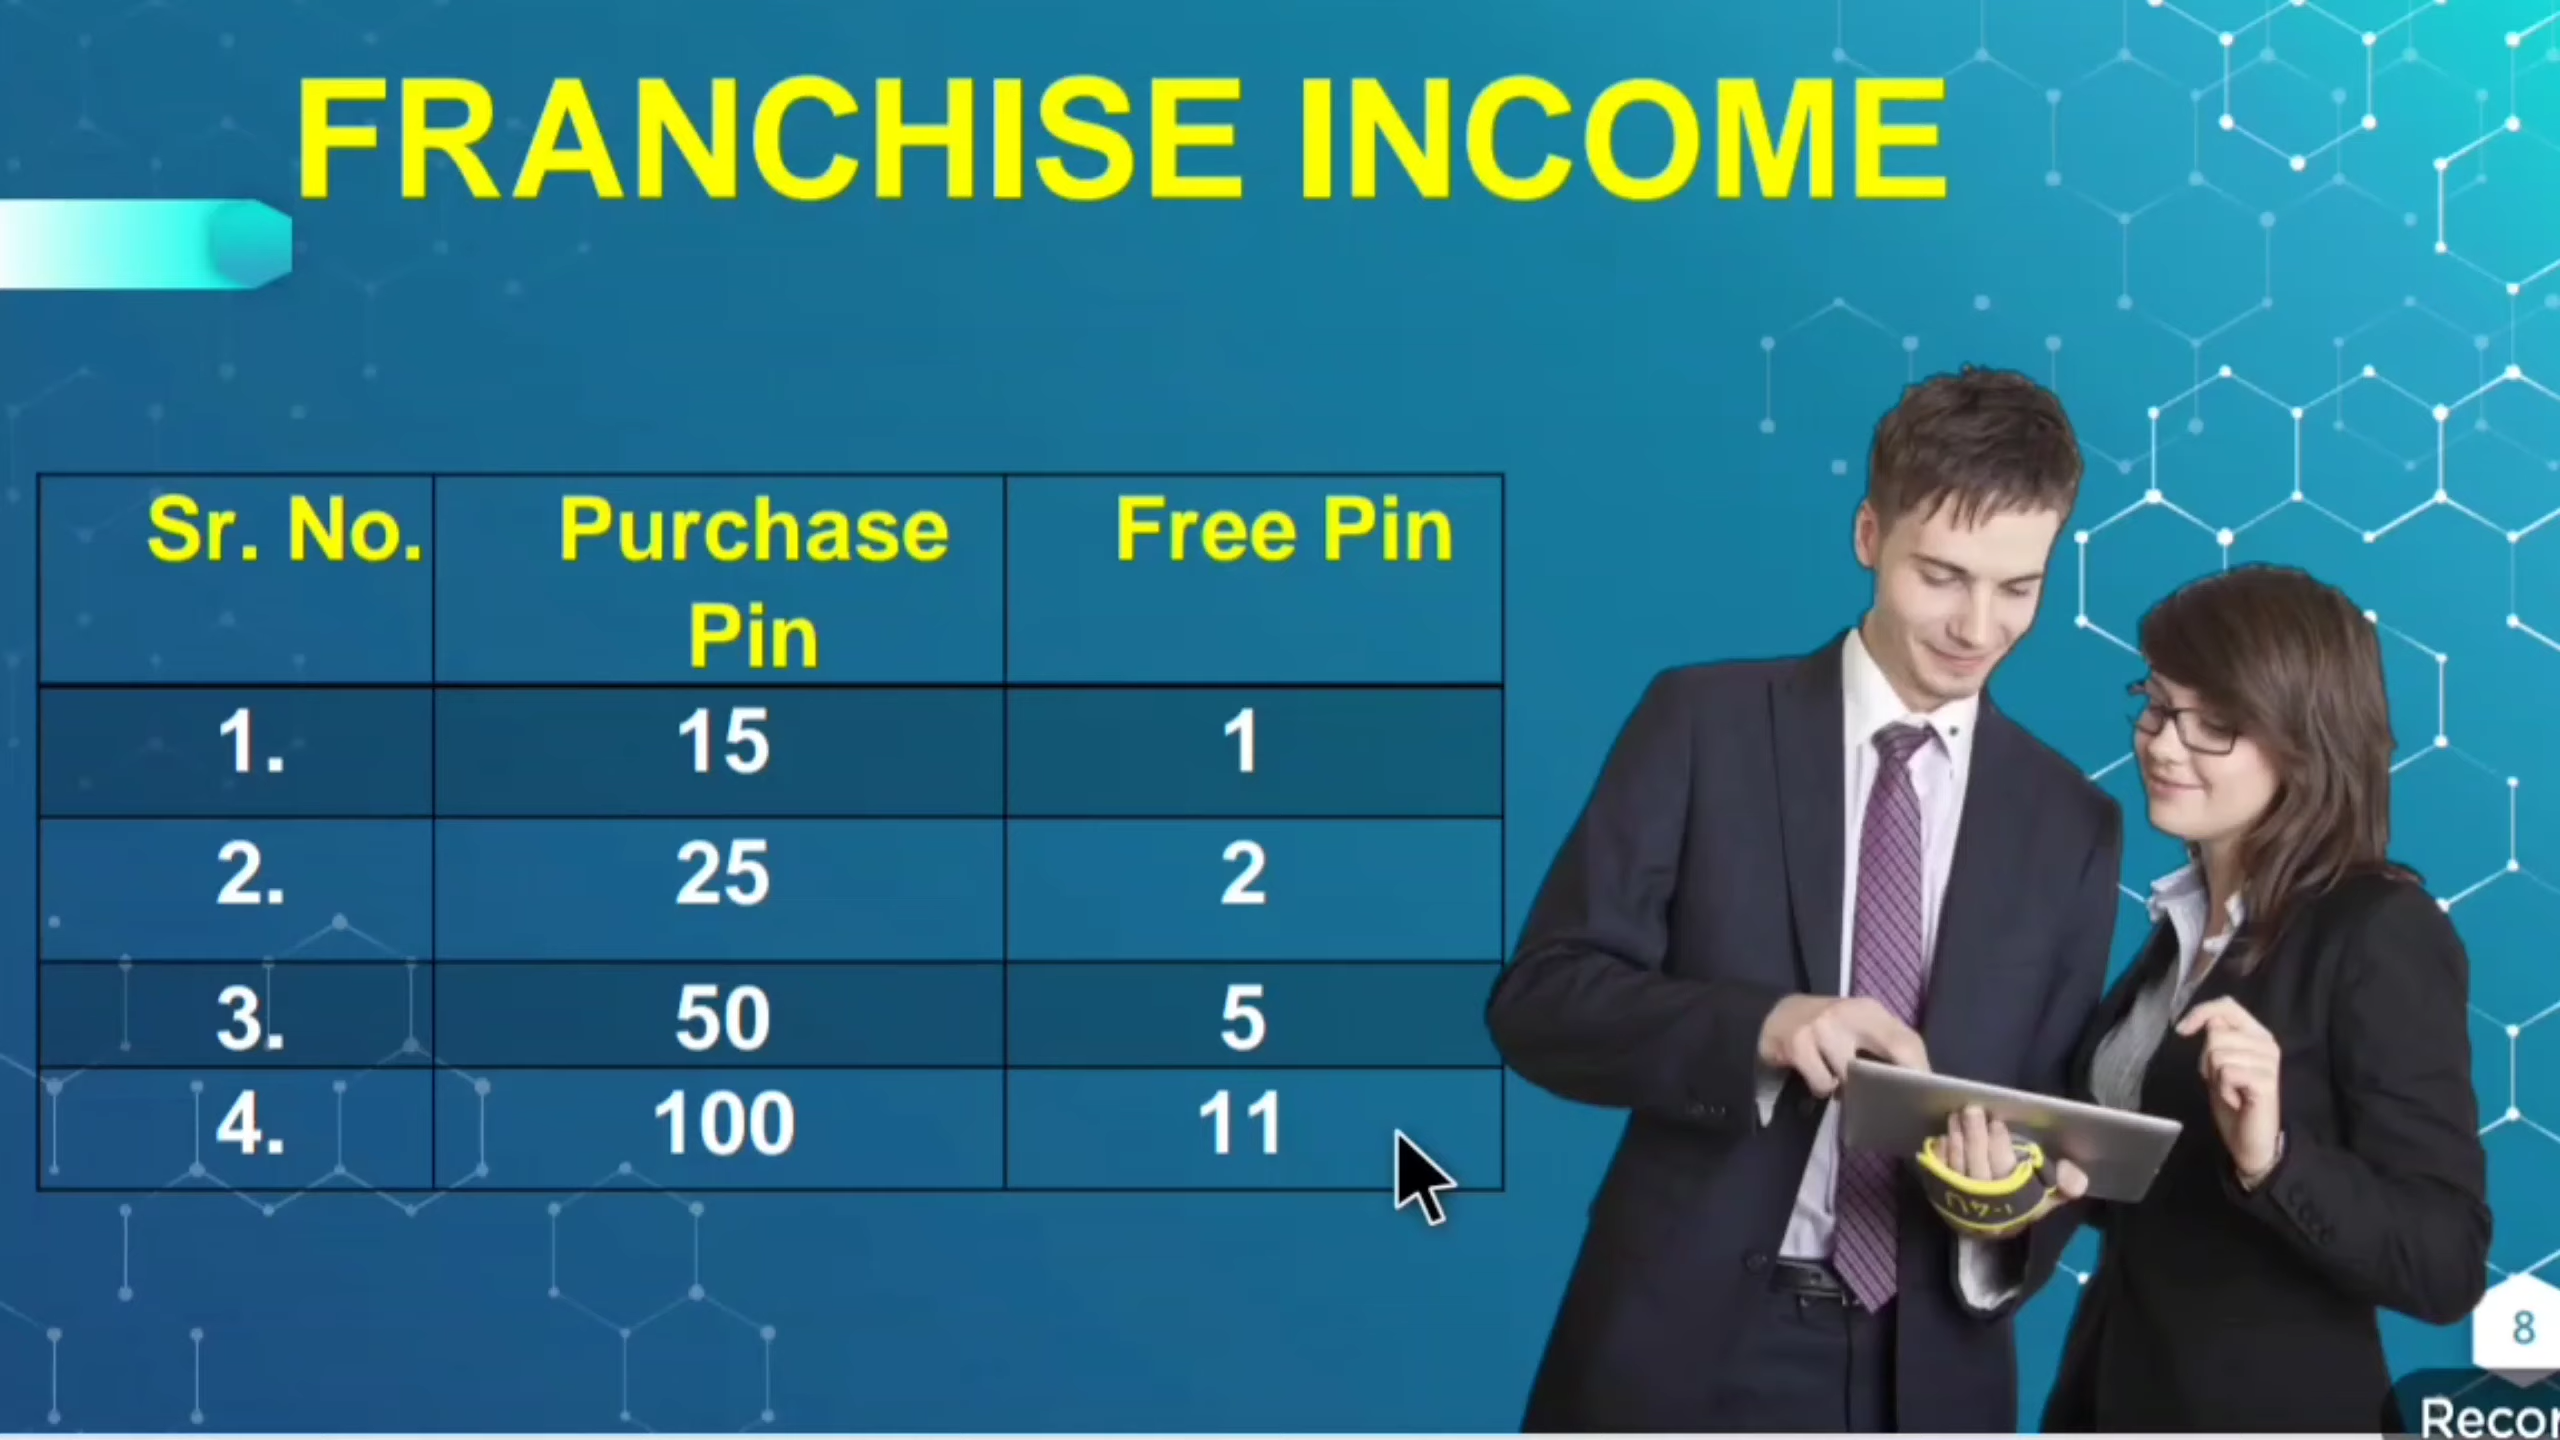 FRANCHISE INCOME
Sr. No. Purchase Pin Free Pin
1. 15 1
2. 25 2
3. 50 5
4. 100 11
8